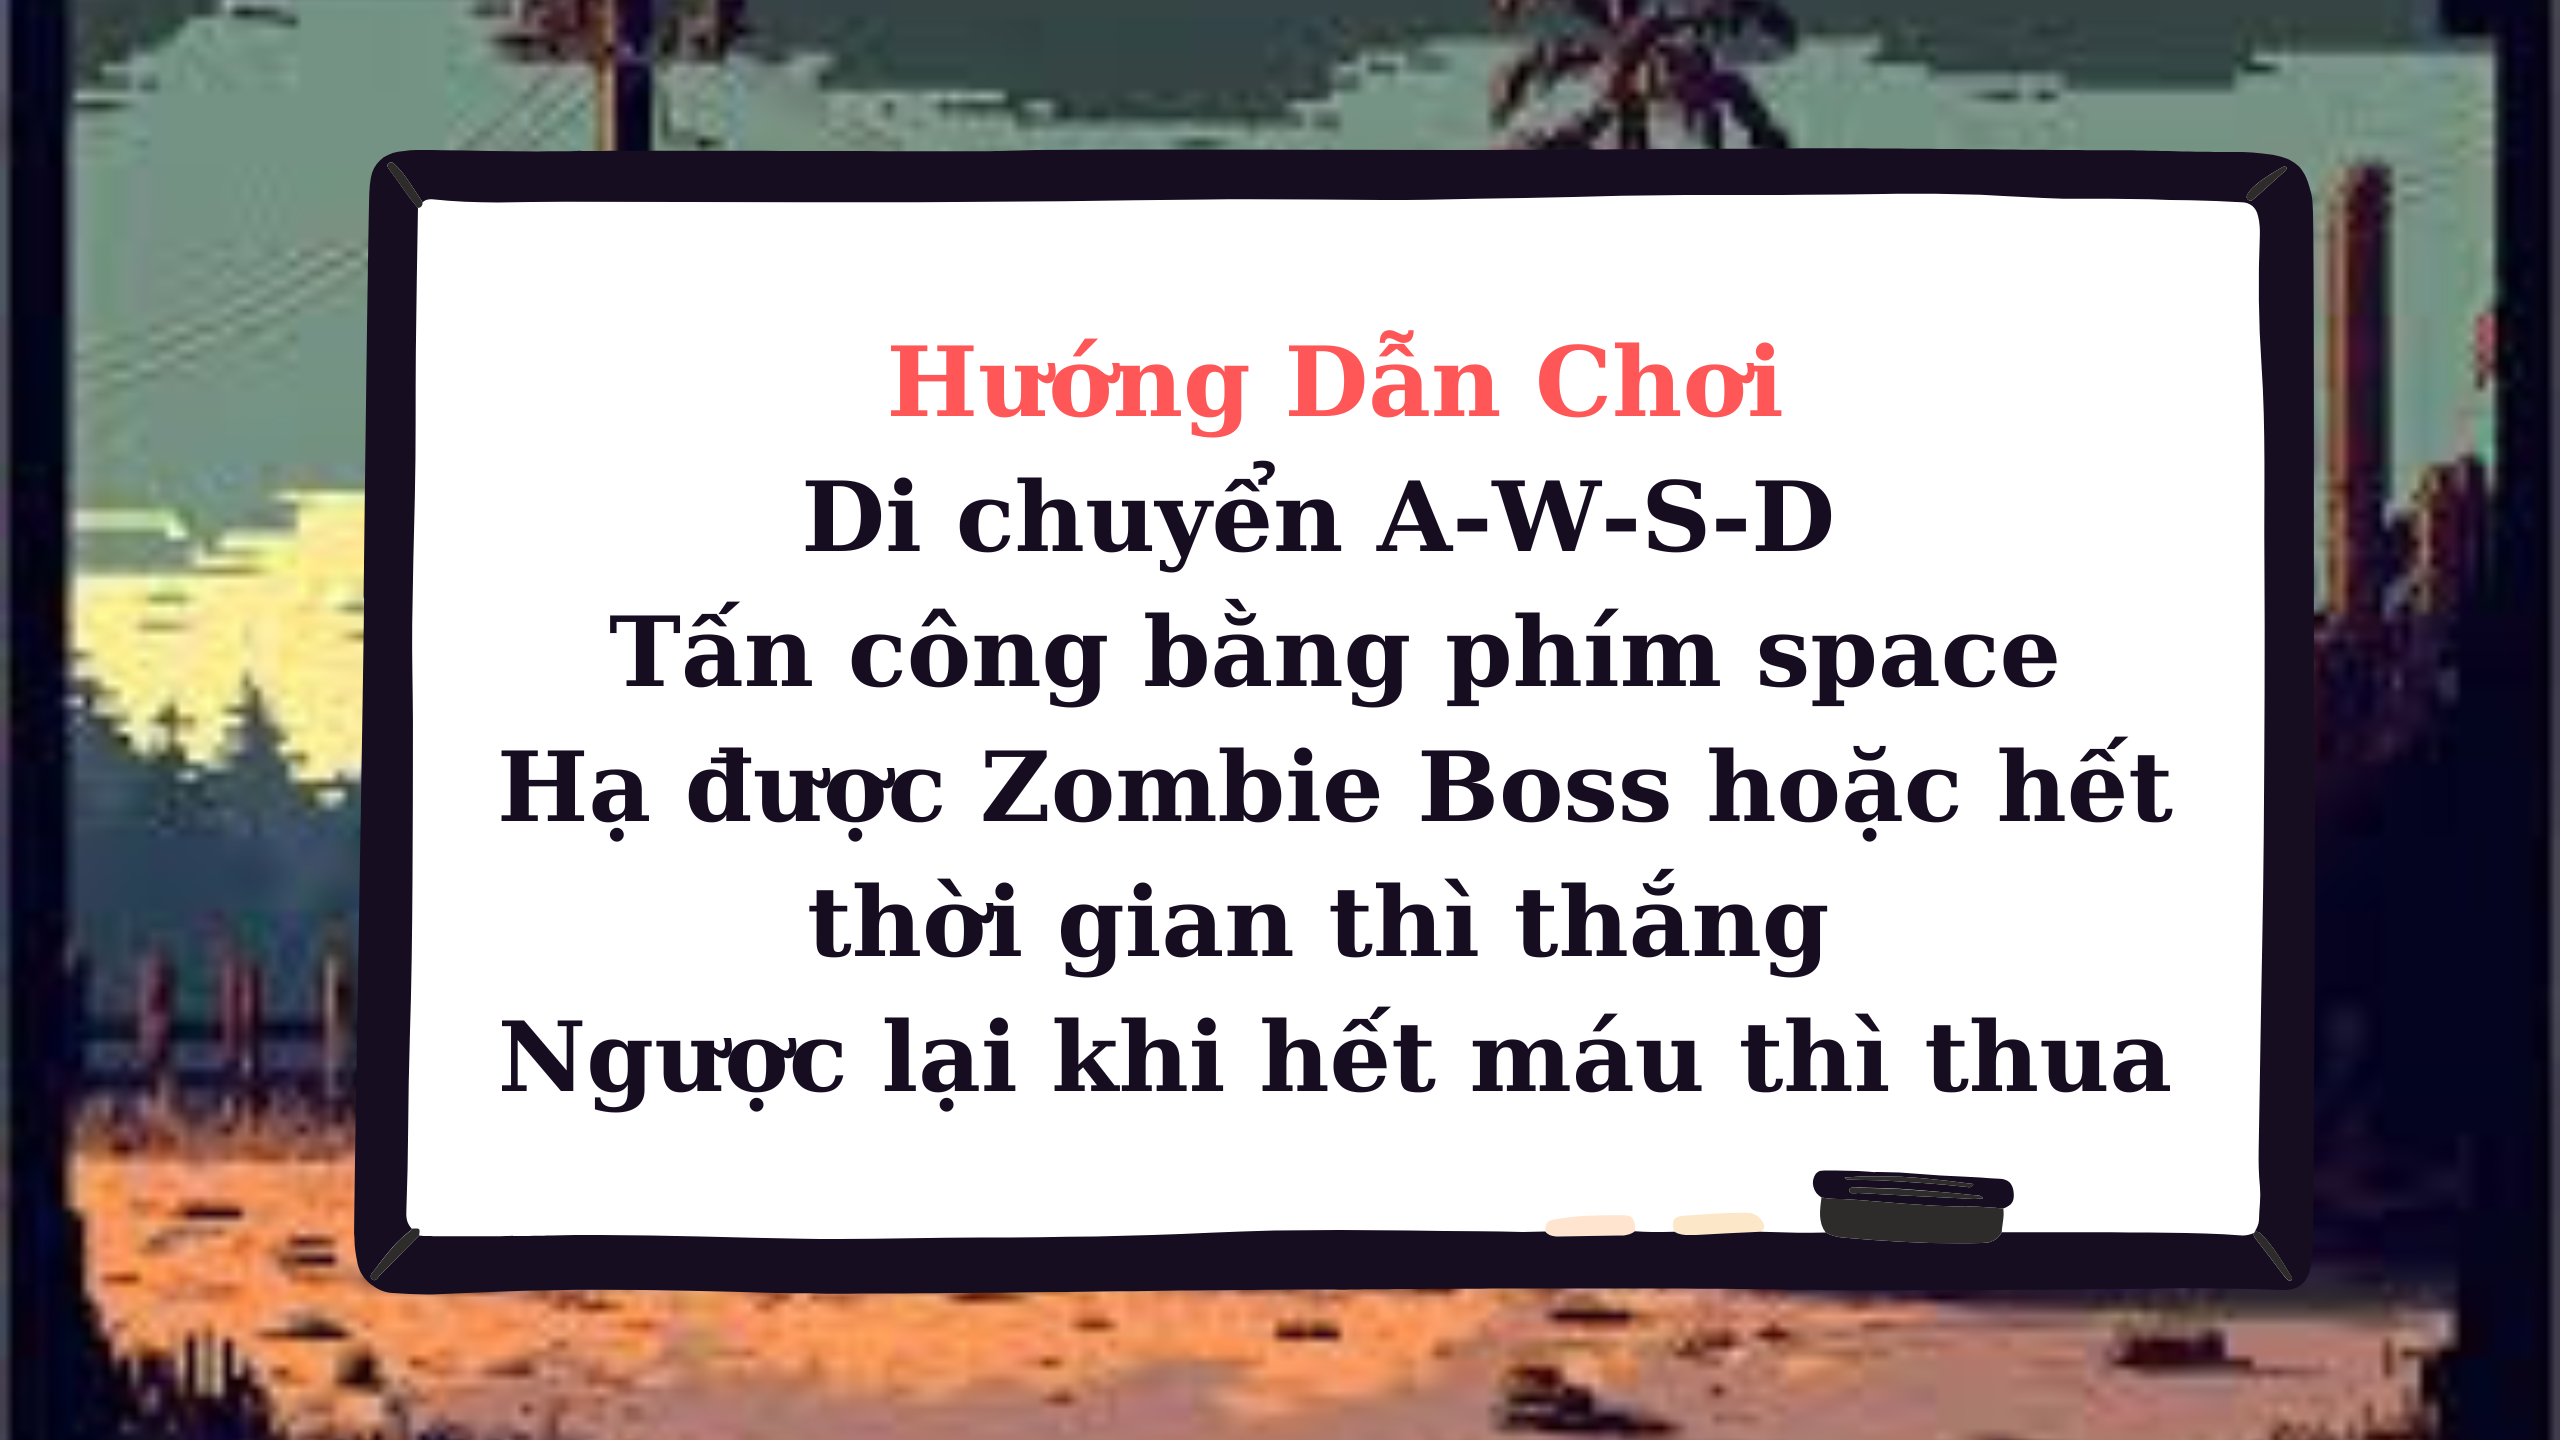 Hướng Dẫn Chơi
Di chuyển A-W-S-D
Tấn công bằng phím space
Hạ được Zombie Boss hoặc hết
thời gian thì thắng
Ngược lại khi hết máu thì thua